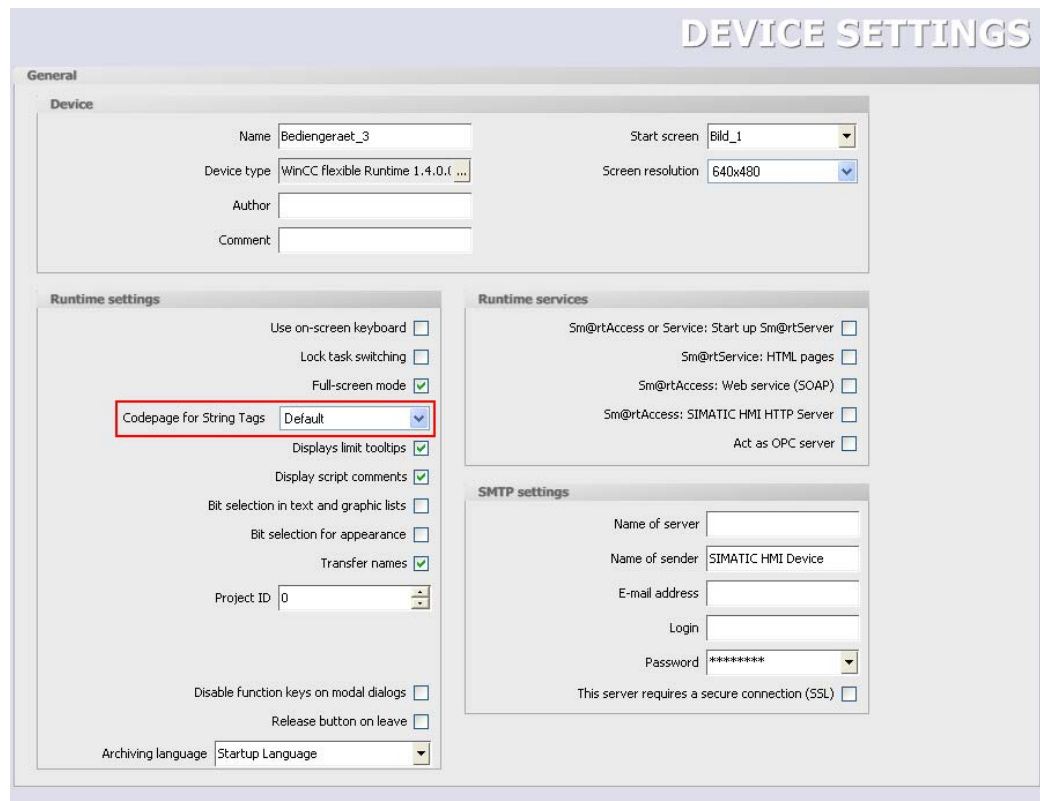 DEVICE SETTINGS
General
Device
Name Bediengeraet_3
Start screen Bild_1
Device type WinCC flexible Runtime 1.4.0.( ...
Screen resolution 640x480
Author
Comment
Runtime settings
Use on-screen keyboard
Lock task switching
Full-screen mode
Codepage for String Tags Default
Displays limit tooltips
Display script comments
Bit selection in text and graphic lists
Bit selection for appearance
Transfer names
Project ID 0
Disable function keys on modal dialogs
Release button on leave
Archiving language Startup Language
Runtime services
Sm@rtAccess or Service: Start up Sm@rtServer
Sm@rtService: HTML pages
Sm@rtAccess: Web service (SOAP)
Sm@rtAccess: SIMATIC HMI HTTP Server
Act as OPC server
SMTP settings
Name of server
Name of sender SIMATIC HMI Device
E-mail address
Login
Password ********
This server requires a secure connection (SSL)